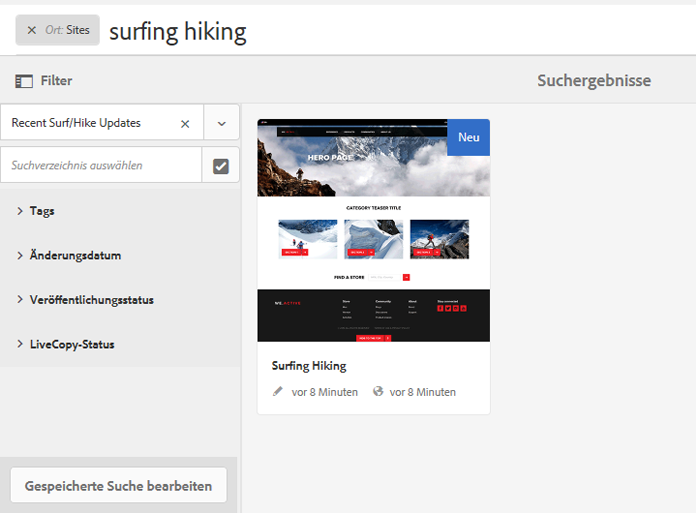 × Ort: Sites surfing hiking
Filter
Suchergebnisse
Recent Surf/Hike Updates ×
Suchverzeichnis auswählen
Tags
Änderungsdatum
Veröffentlichungsstatus
LiveCopy-Status
Gespeicherte Suche bearbeiten
Neu
HERO PAGE
CATEGORY TEASER TITLE
FIND A STORE
Surfing Hiking
vor 8 Minuten vor 8 Minuten